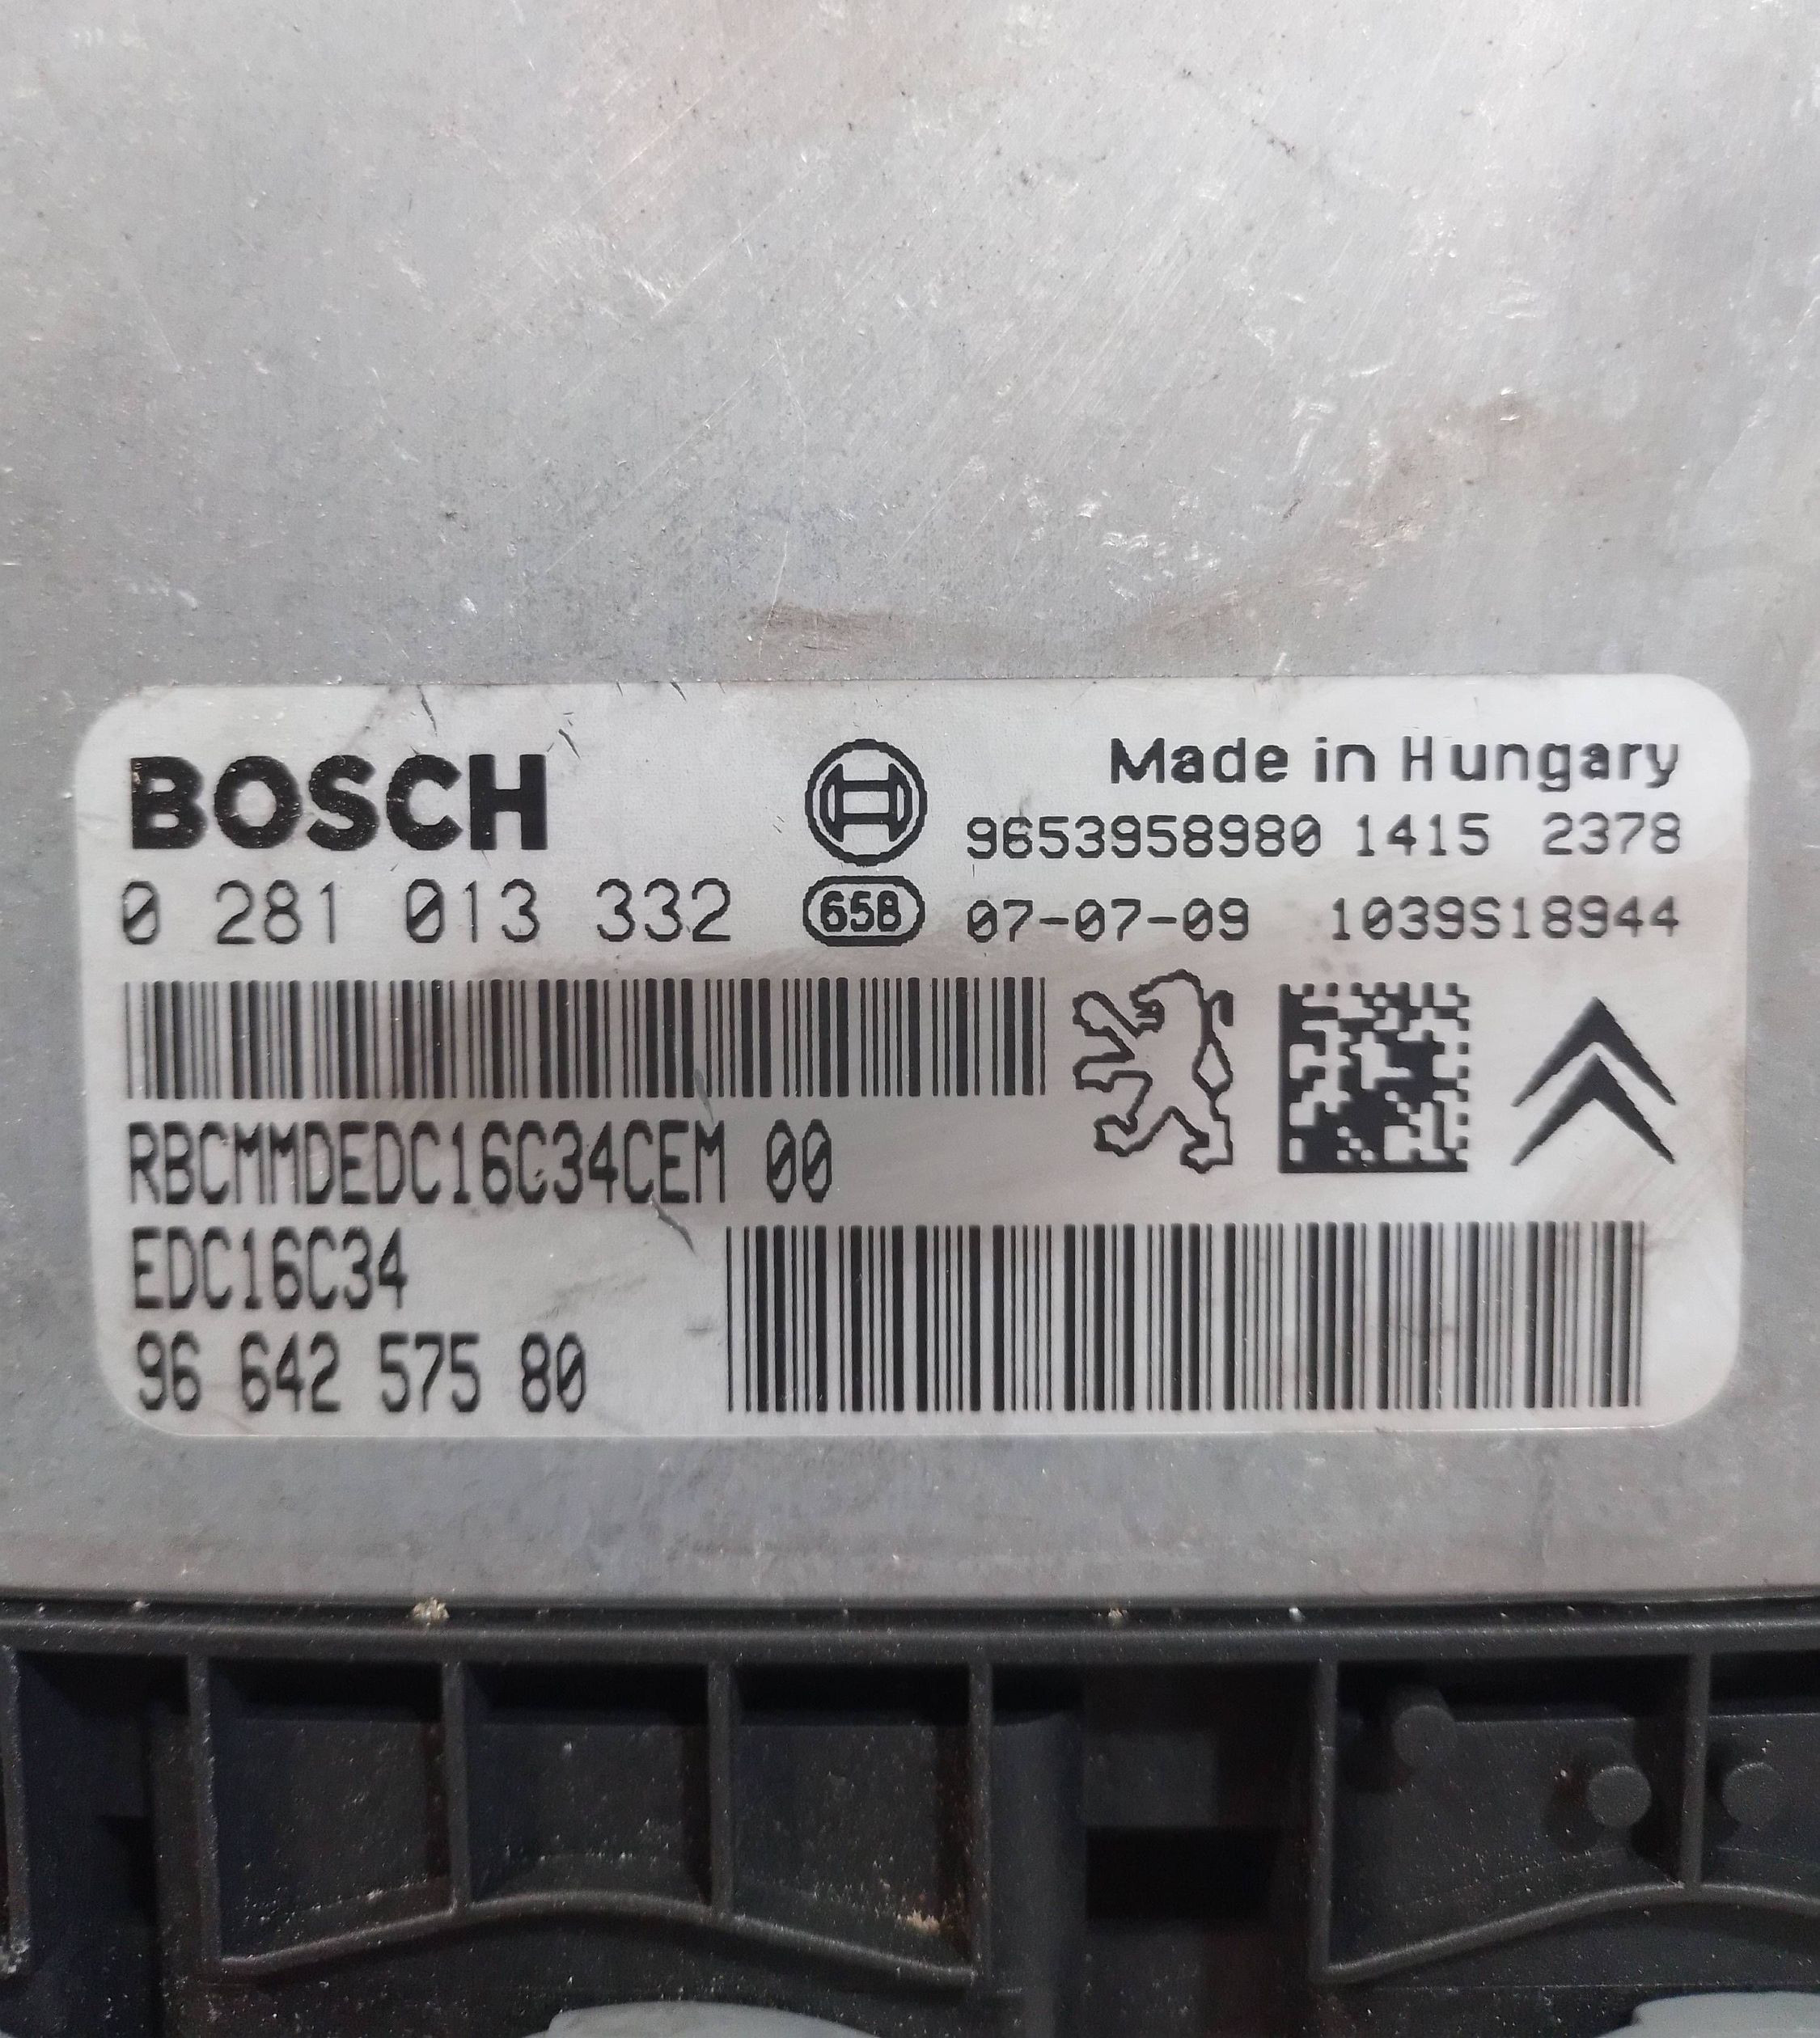 BOSCH
Made in Hungary
9653958980 1415 2378
0 281 013 332
658
07-07-09 1039S18944
RBCMMDEDC16C34CEM 00
EDC16C34
96 642 575 80